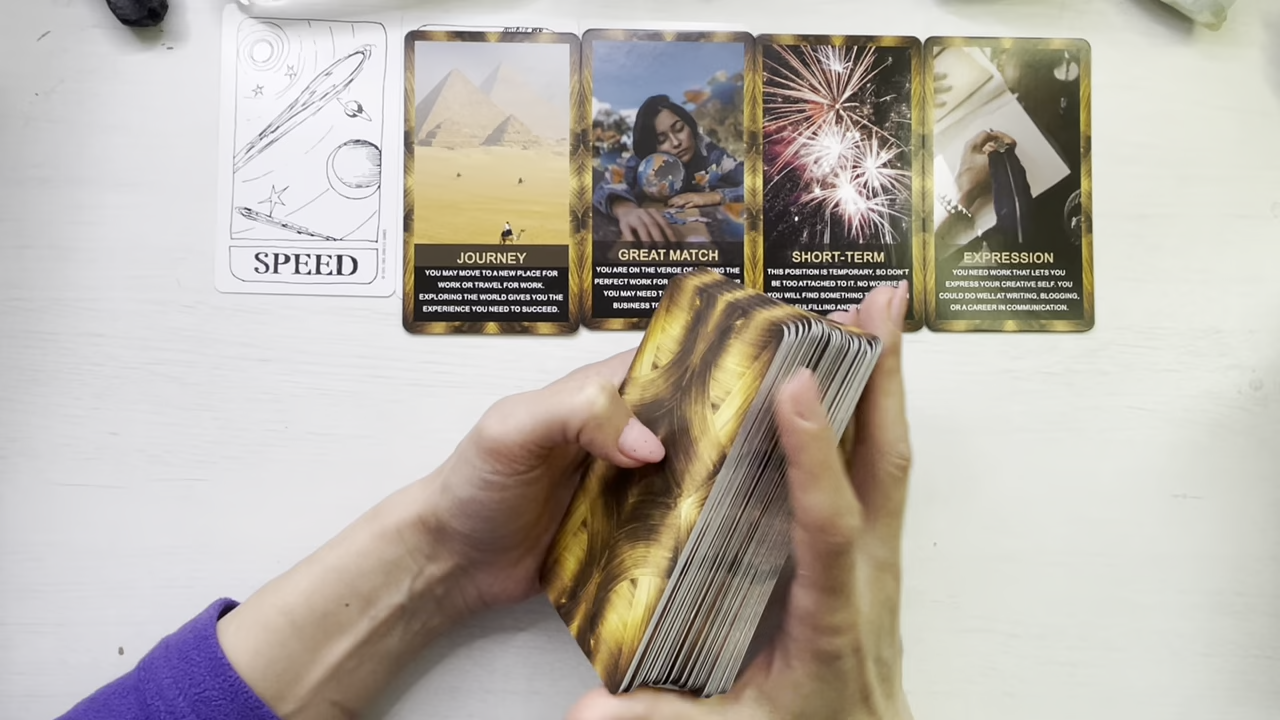 SPEED
JOURNEY
YOU MAY MOVE TO A NEW PLACE FOR
WORK OR TRAVEL FOR WORK.
EXPLORING THE WORLD GIVES YOU THE
EXPERIENCE YOU NEED TO SUCCEED.
GREAT MATCH
YOU ARE ON THE VERGE OF THE
PERFECT WORK FOR
YOU MAY NEED
BUSINESS
SHORT-TERM
THIS POSITION IS TEMPORARY, SO DON'T
BE TOO ATTACHED TO IT. NO
YOU WILL FIND SOMETHING
EXPRESSION
YOU NEED WORK THAT LETS YOU
EXPRESS YOUR CREATIVE SELF. YOU
COULD DO WELL AT WRITING, BLOGGING,
OR A CAREER IN COMMUNICATION.